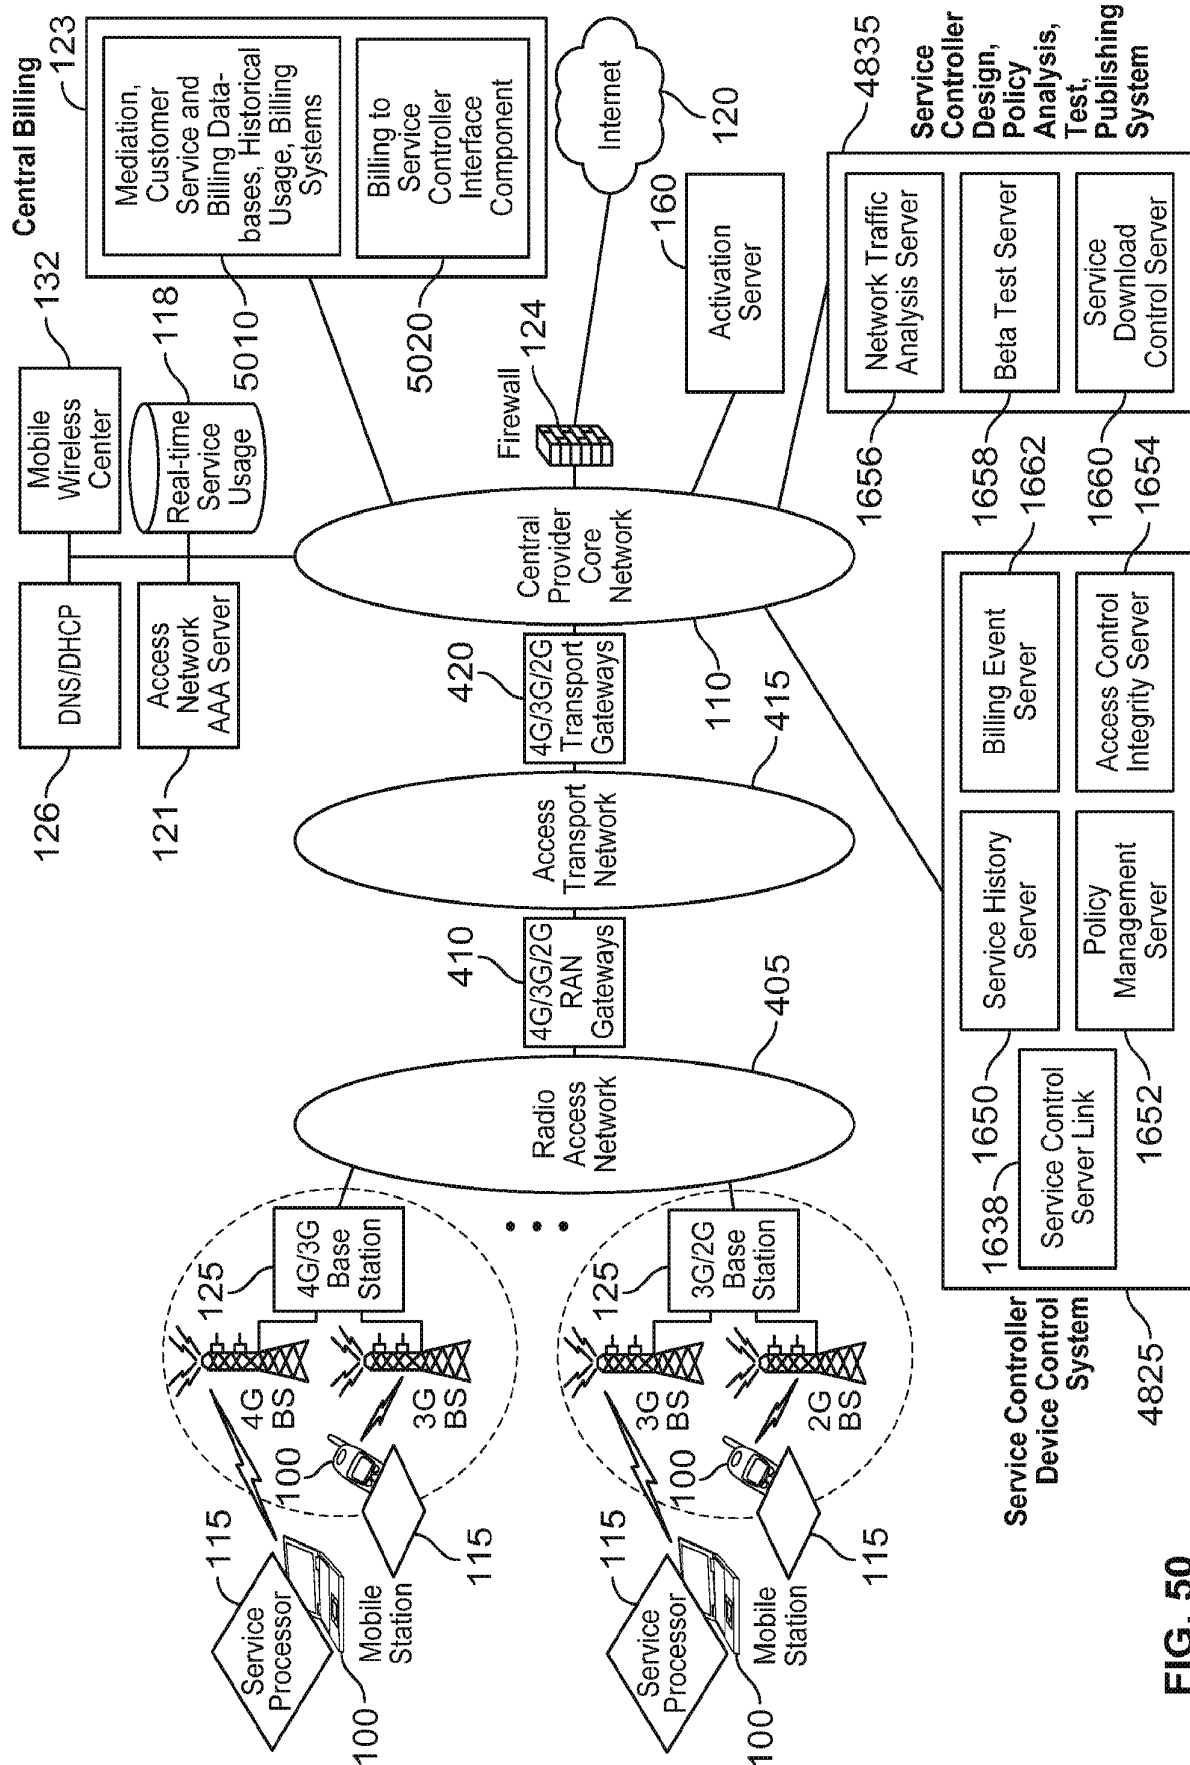 Central Billing
123
Mediation,
Customer
Service and
Billing Data-
bases, Historical
Usage, Billing
Systems
Billing to
Service
Controller
Interface
Component
5010
5020
132
Mobile
Wireless
Center
118
Real-time
Service
Usage
DNS/DHCP
126
Access
Network
AAA Server
121
Internet
120
Firewall
124
160
Activation
Server
Central
Provider
Core
Network
110
420
4G/3G/2G
Transport
Gateways
415
Access
Transport
Network
410
4G/3G/2G
RAN
Gateways
405
Radio
Access
Network
125
4G/3G
Base
Station
4G
BS
3G
BS
100
115
Service
Processor
115
Mobile
Station
100
125
3G/2G
Base
Station
3G
BS
2G
BS
100
115
Service
Processor
115
Mobile
Station
100
4835
Service
Controller
Design,
Policy
Analysis,
Test,
Publishing
System
Network Traffic
Analysis Server
Beta Test Server
Service
Download
Control Server
1656
1658
1660
1662
1654
Billing Event
Server
Access Control
Integrity Server
Service History
Server
Policy
Management
Server
1650
1652
1638
Service Control
Server Link
Service Controller
Device Control
System
4825
FIG. 50